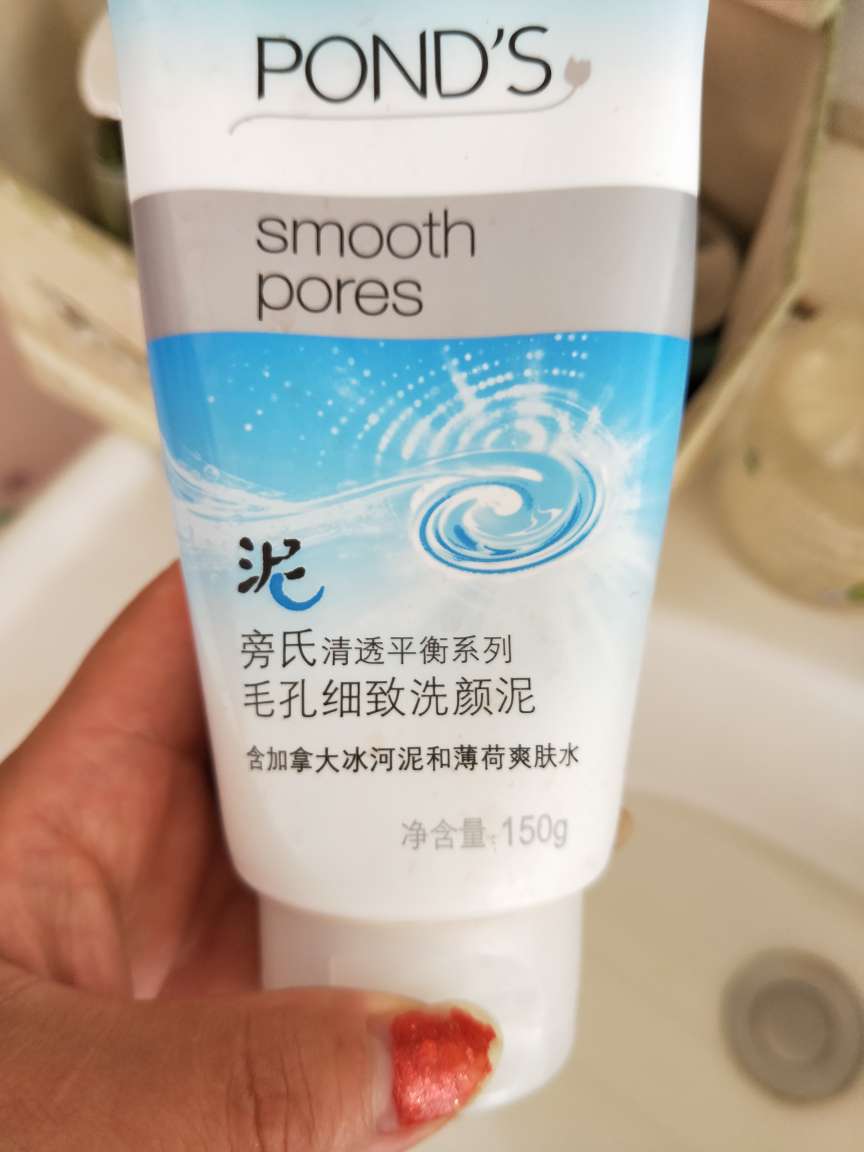 POND'S
smooth
pores
泥
旁氏清透平衡系列
毛孔细致洗颜泥
含加拿大冰河泥和薄荷爽肤水
净含量:150g